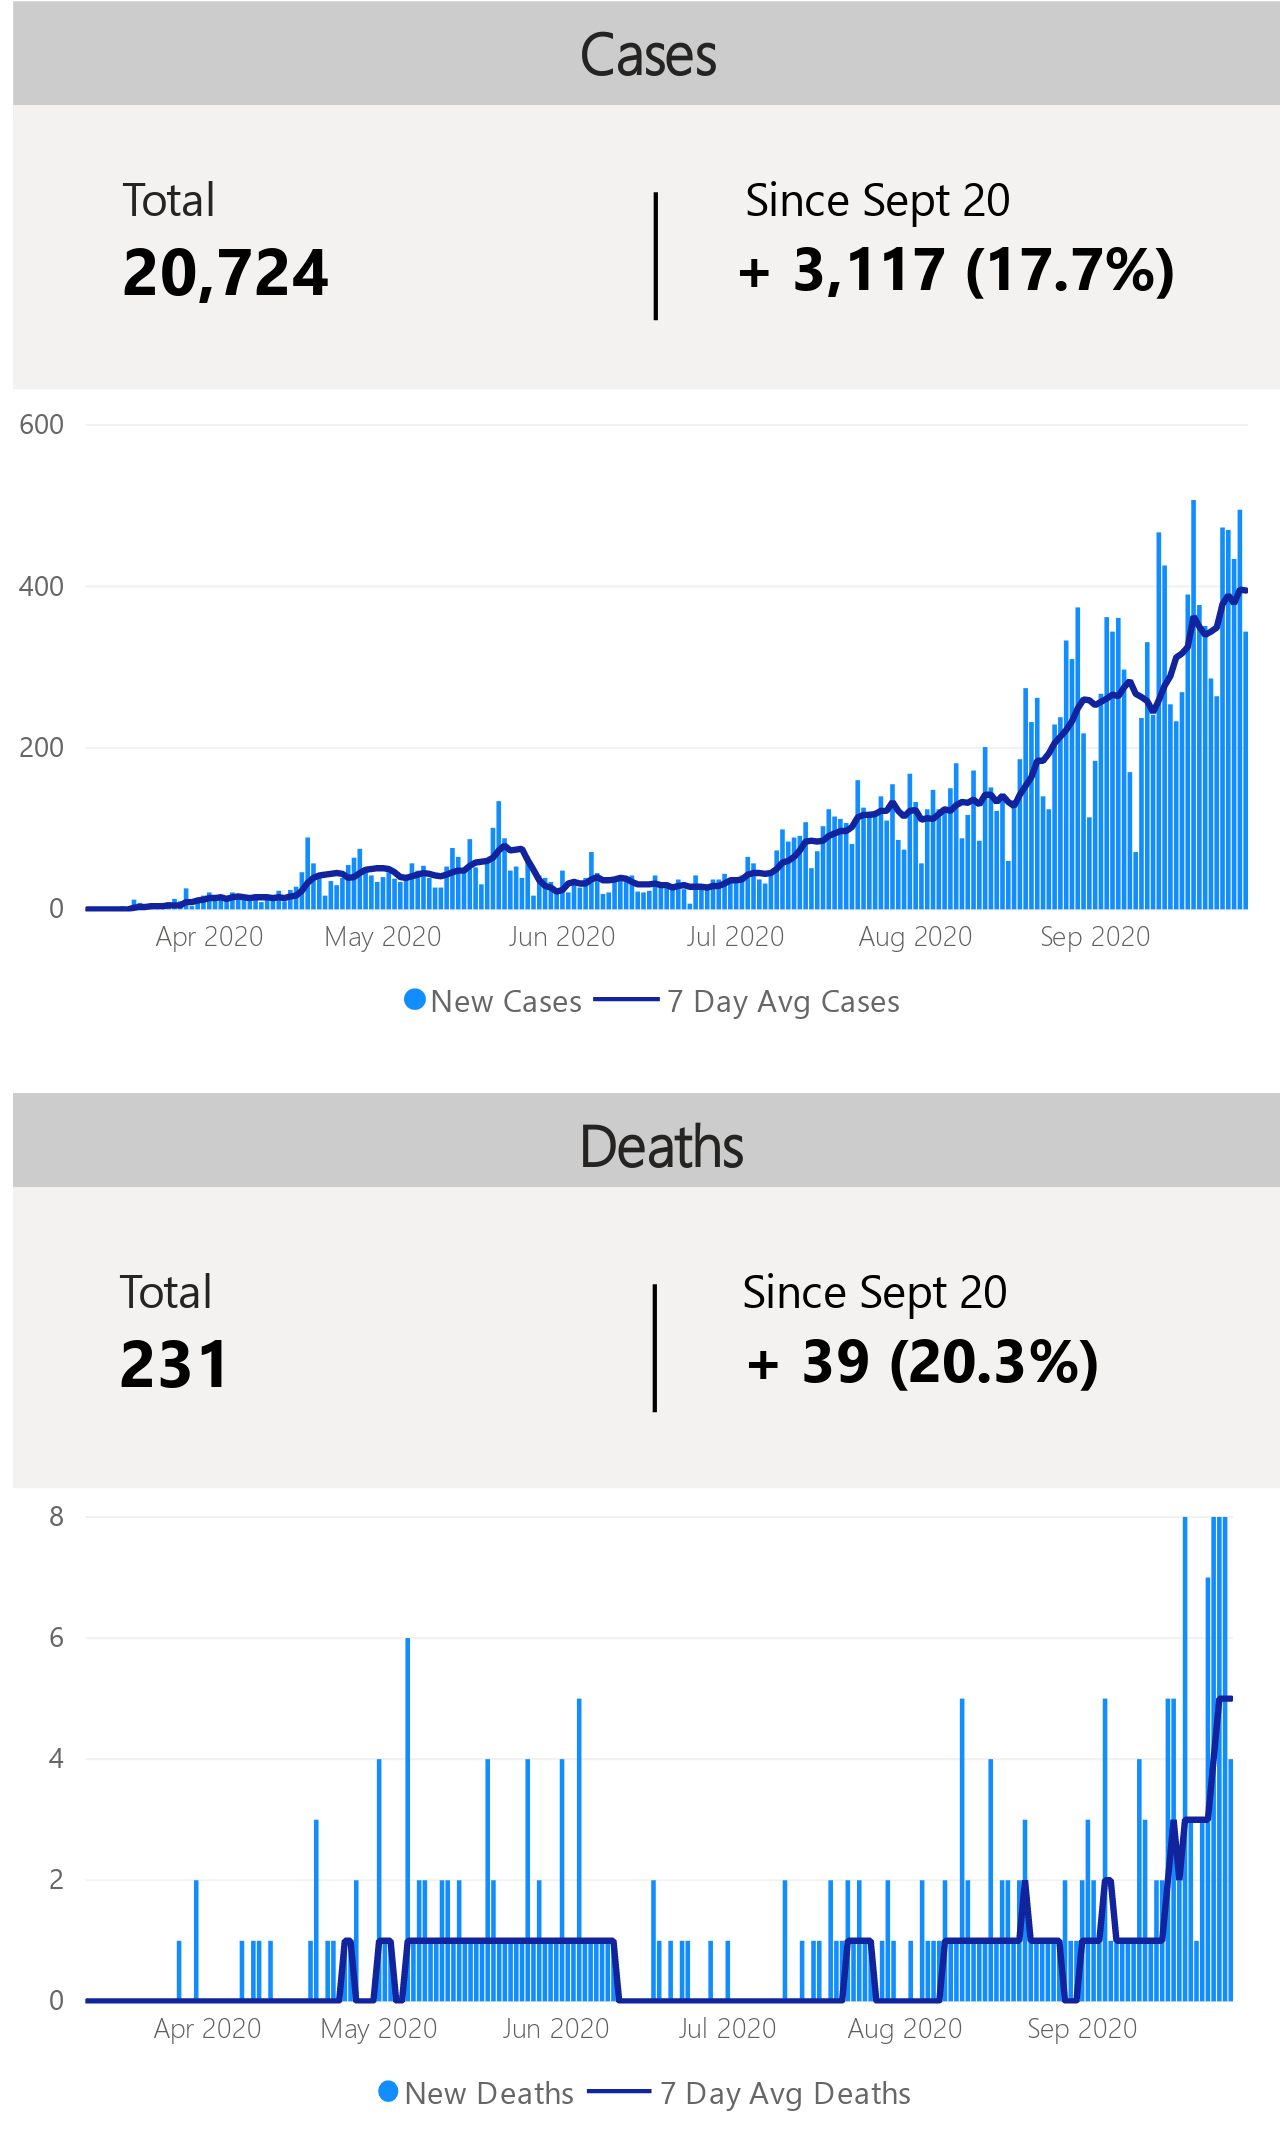 Cases
Total
Since Sept 20
20,724
+ 3,117 (17.7%)
600
400
200
0
Apr 2020
May 2020
Jun 2020
Jul 2020
Aug 2020
Sep 2020
New Cases
7 Day Avg Cases
Deaths
Total
Since Sept 20
231
+ 39 (20.3%)
8
6
4
2
0
Apr 2020
May 2020
Jun 2020
Jul 2020
Aug 2020
Sep 2020
New Deaths
7 Day Avg Deaths